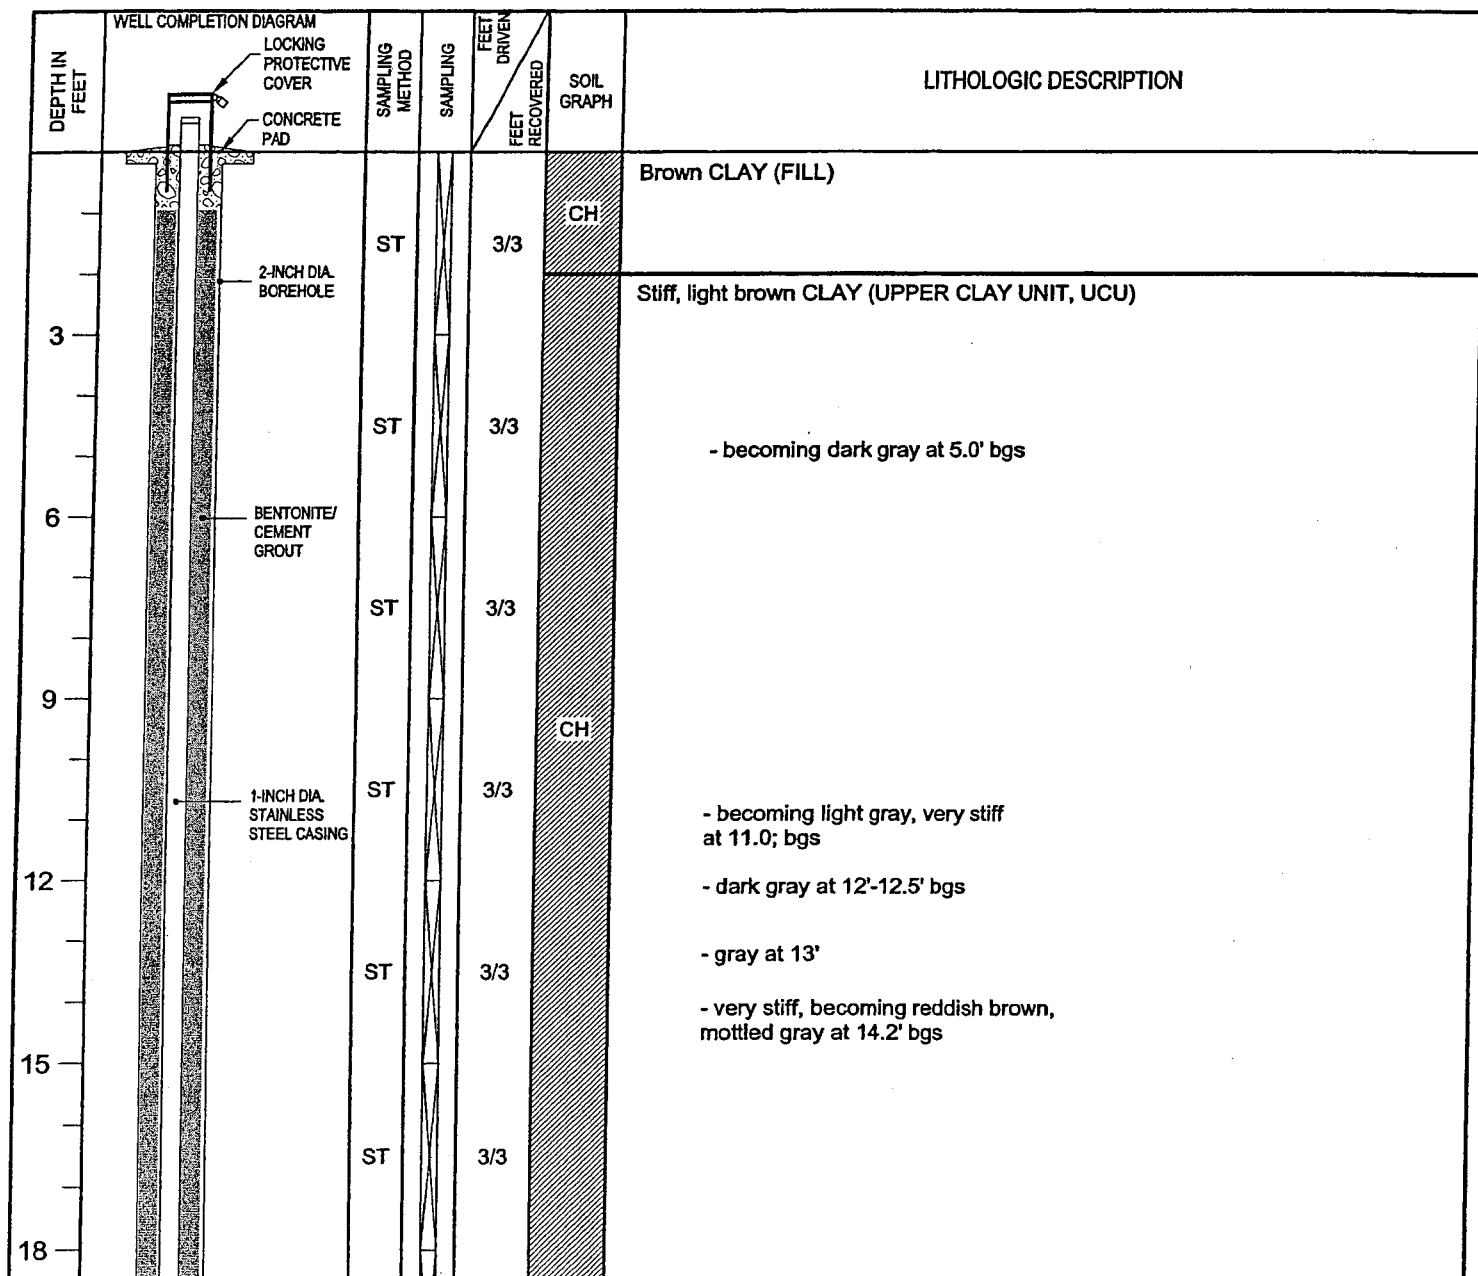 WELL COMPLETION DIAGRAM
DEPTH IN
FEET
LOCKING
PROTECTIVE
COVER
CONCRETE
PAD
SAMPLING
METHOD
SAMPLING
FEET
DRIVEN
FEET
RECOVERED
SOIL
GRAPH
LITHOLOGIC DESCRIPTION
Brown CLAY (FILL)
CH
ST
3/3
2-INCH DIA.
BOREHOLE
Stiff, light brown CLAY (UPPER CLAY UNIT, UCU)
3
ST
3/3
- becoming dark gray at 5.0' bgs
6
BENTONITE/
CEMENT
GROUT
ST
3/3
9
CH
1-INCH DIA.
STAINLESS
STEEL CASING
ST
3/3
- becoming light gray, very stiff
at 11.0; bgs
12
- dark gray at 12'-12.5' bgs
- gray at 13'
ST
3/3
- very stiff, becoming reddish brown,
mottled gray at 14.2' bgs
15
ST
3/3
18